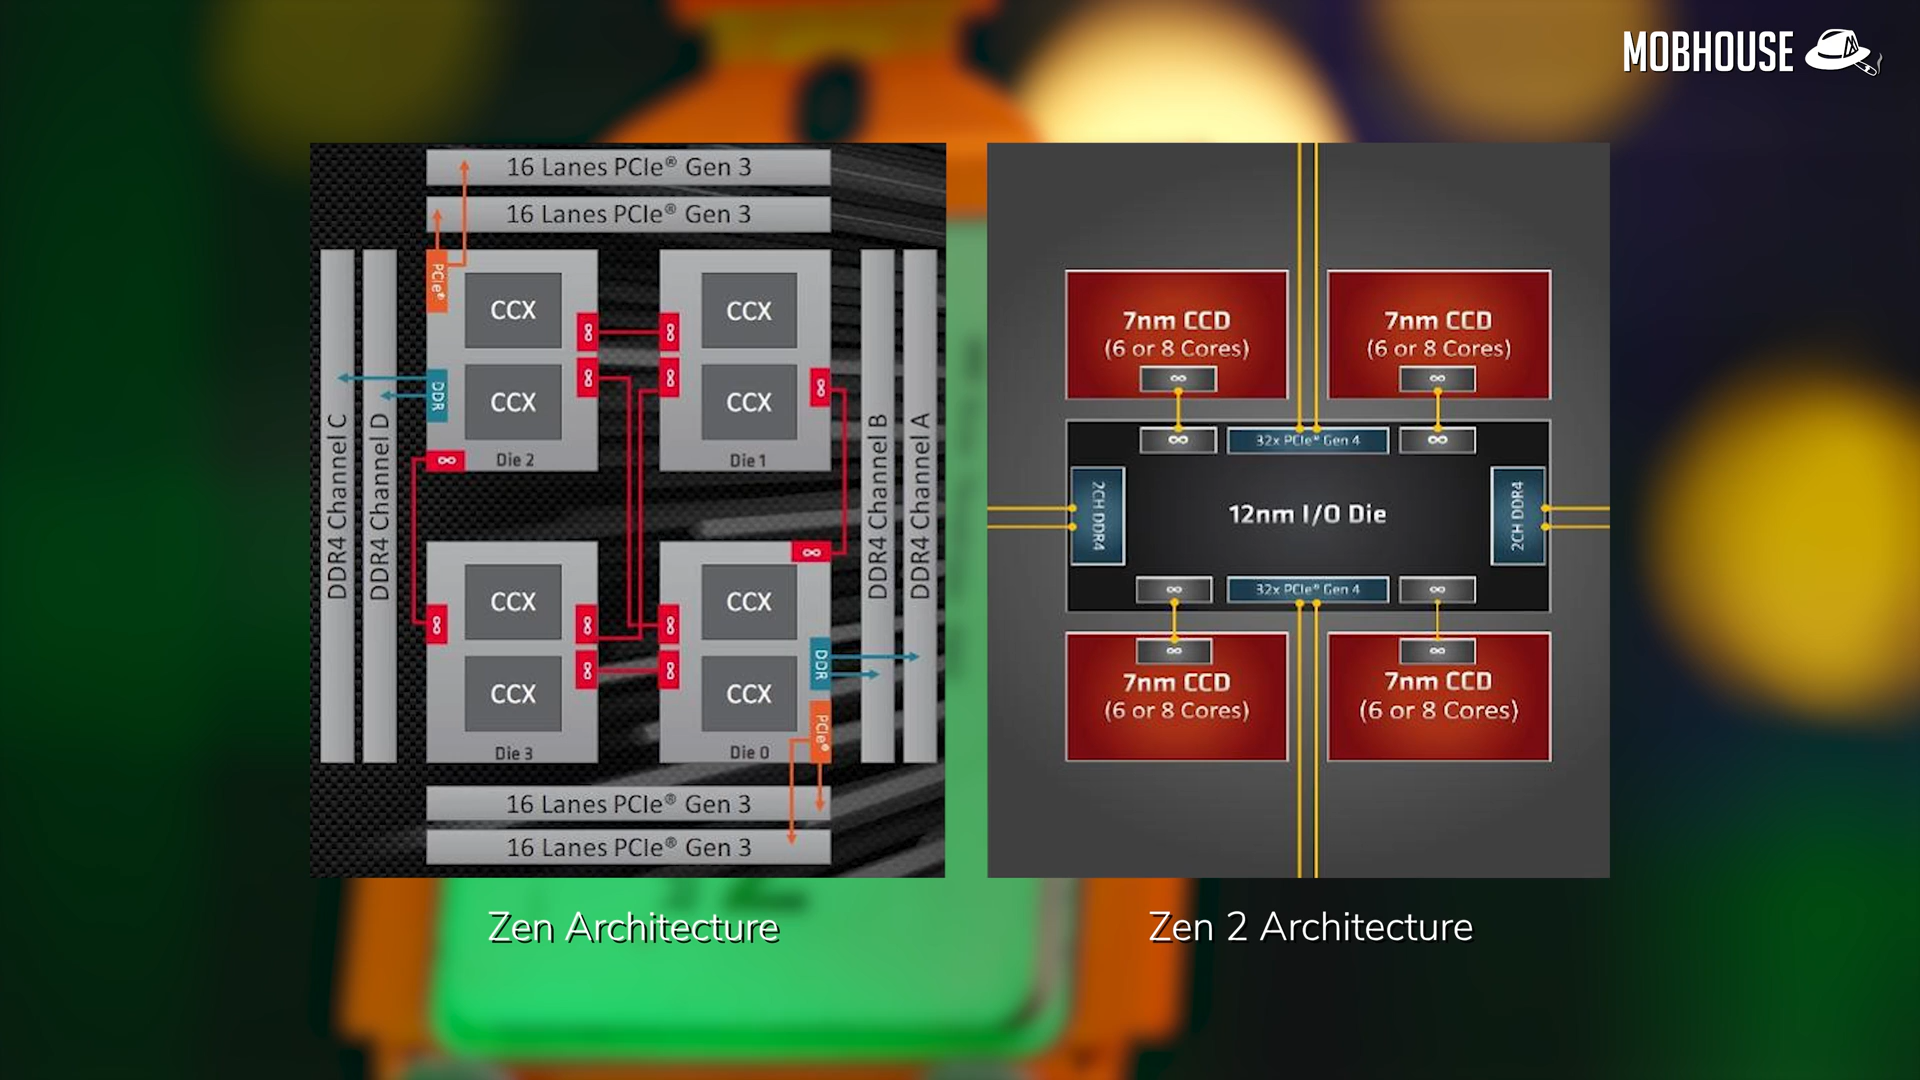 MOBHOUSE
16 Lanes PCIe® Gen 3
16 Lanes PCIe® Gen 3
DDR4 Channel C
DDR4 Channel D
PCIe®
DDR
CCX
CCX
Die 2
∞
∞
∞
CCX
CCX
Die 1
∞
∞
∞
DDR4 Channel B
DDR4 Channel A
CCX
CCX
Die 3
∞
∞
∞
CCX
CCX
Die 0
∞
∞
∞
DDR
PCIe®
16 Lanes PCIe® Gen 3
16 Lanes PCIe® Gen 3
Zen Architecture
7nm CCD
(6 or 8 Cores)
∞
7nm CCD
(6 or 8 Cores)
∞
∞
32x PCIe® Gen 4
∞
2CH DDR4
12nm I/O Die
2CH DDR4
∞
32x PCIe® Gen 4
∞
∞
7nm CCD
(6 or 8 Cores)
∞
7nm CCD
(6 or 8 Cores)
Zen 2 Architecture